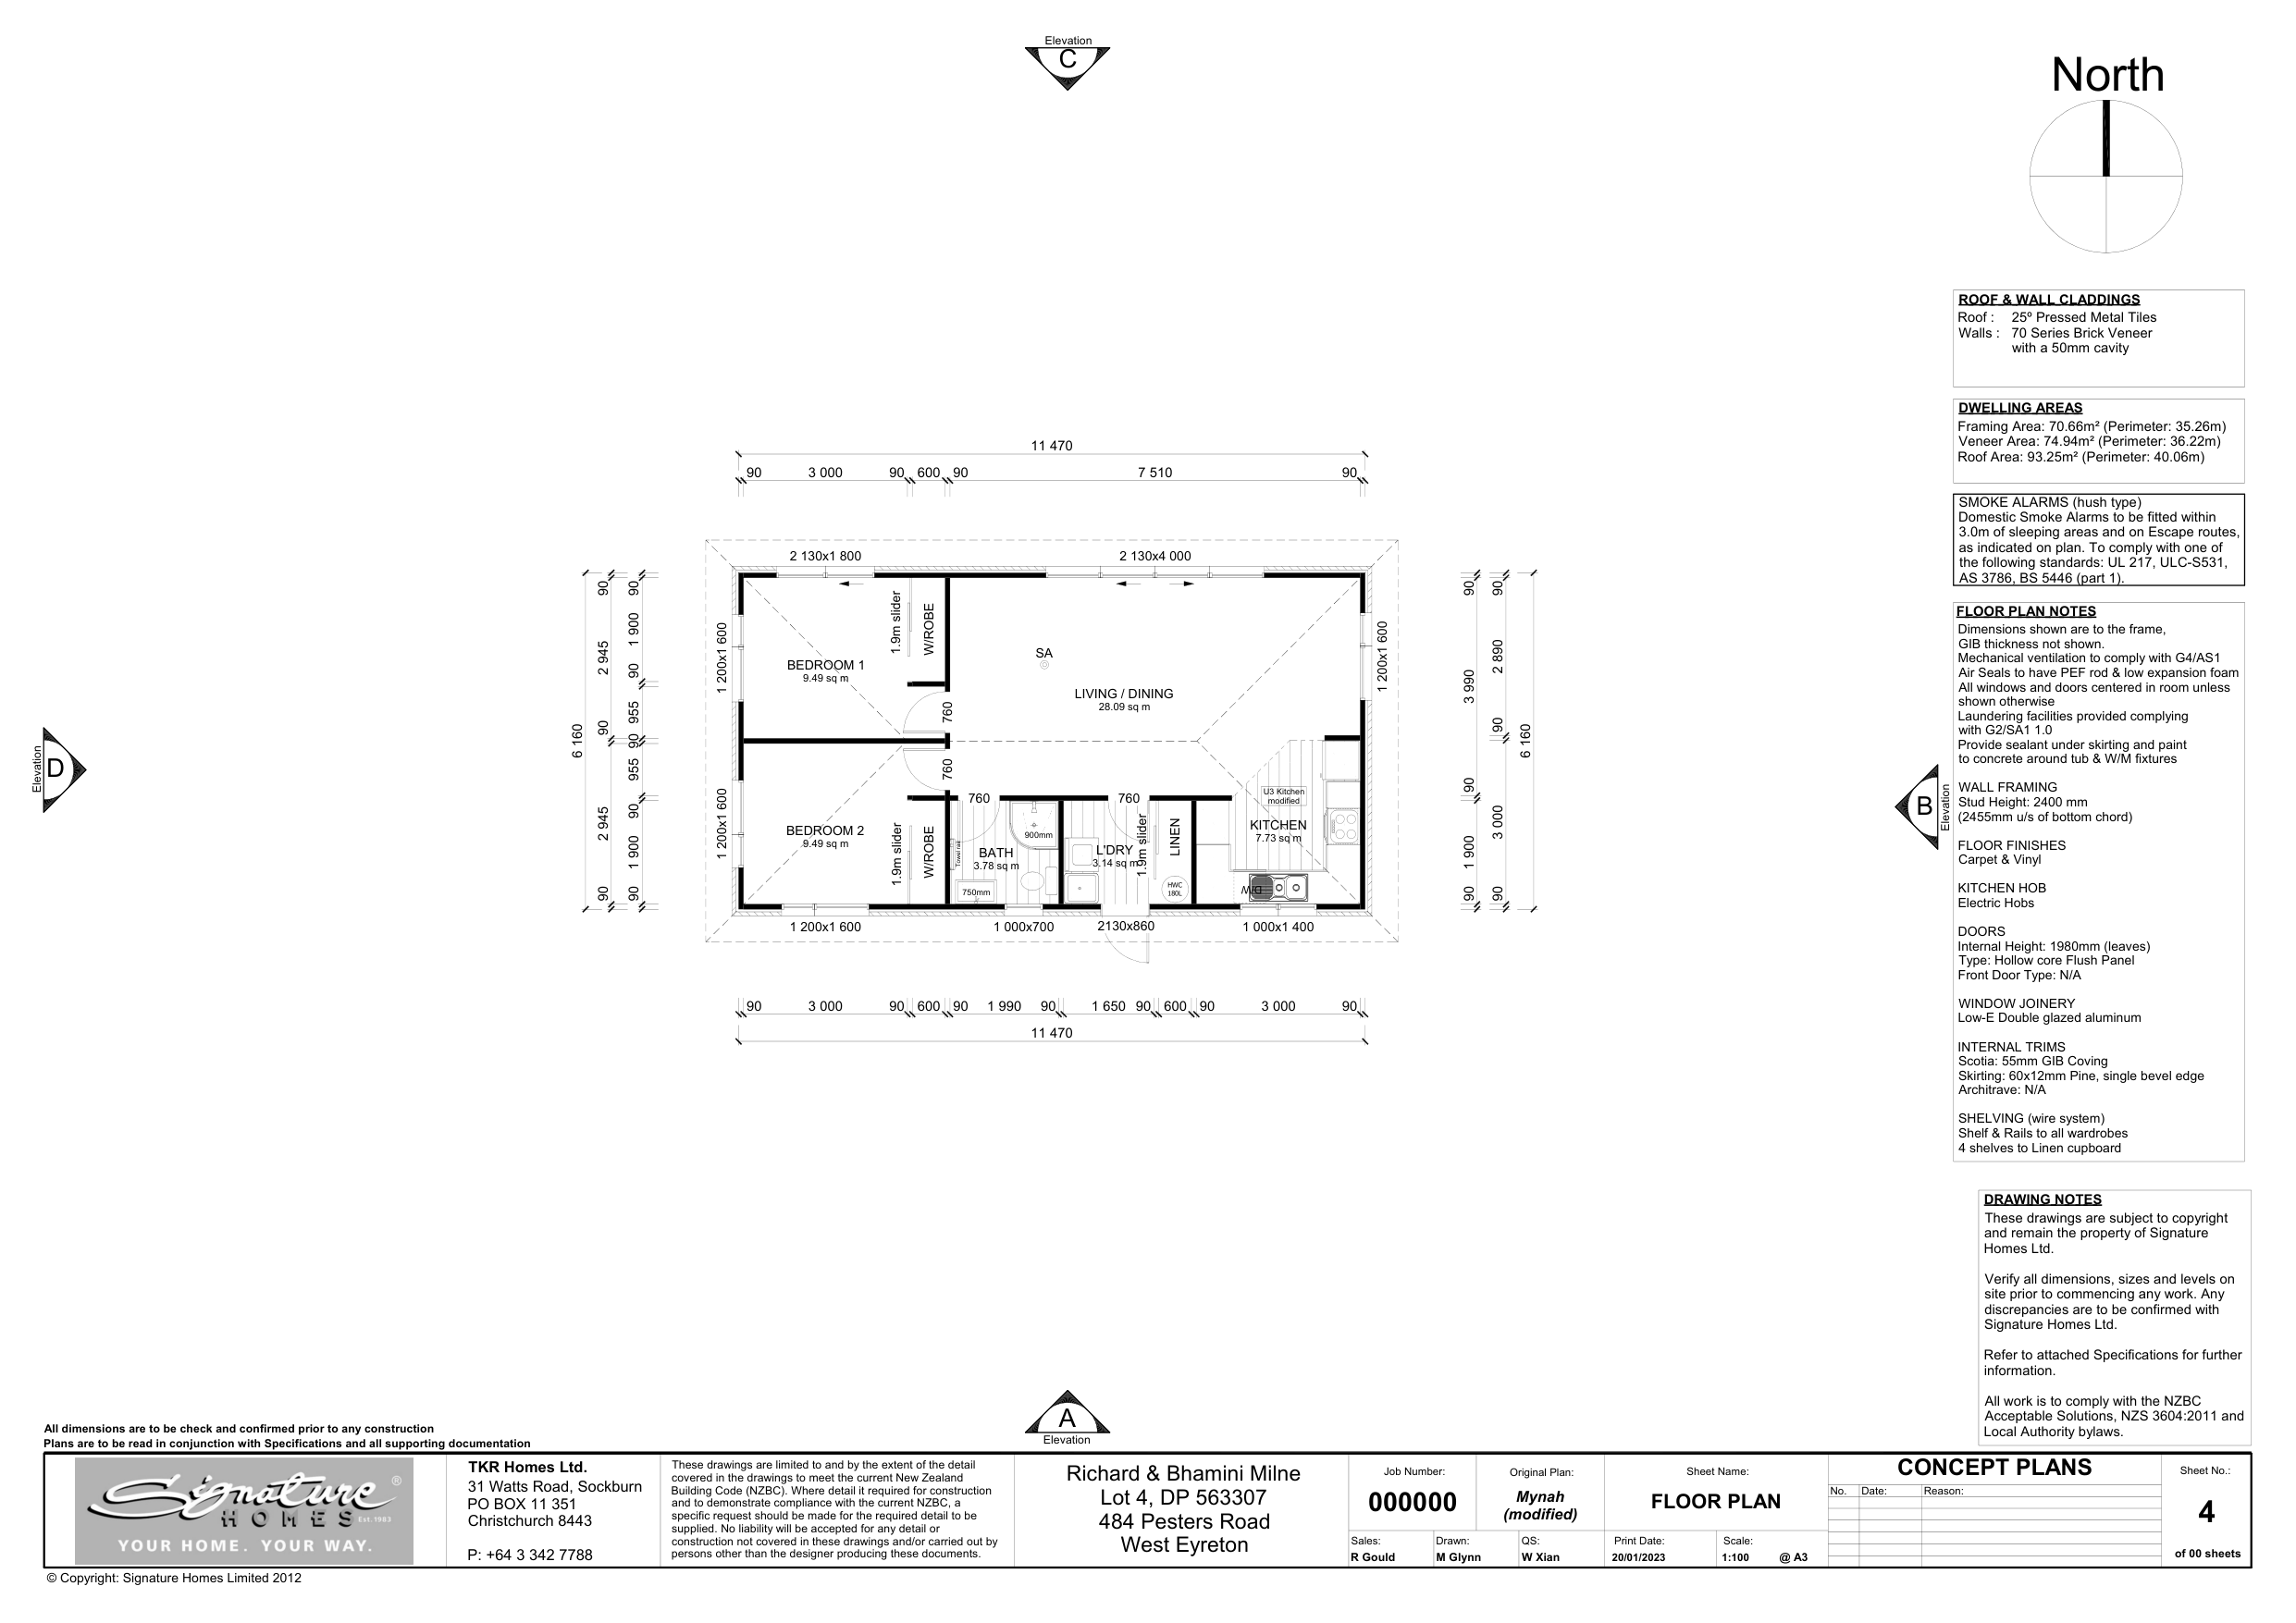 Elevation
C
North
ROOF & WALL CLADDINGS
Roof : 25º Pressed Metal Tiles
Walls : 70 Series Brick Veneer
with a 50mm cavity
DWELLING AREAS
Framing Area: 70.66m² (Perimeter: 35.26m)
Veneer Area: 74.94m² (Perimeter: 36.22m)
Roof Area: 93.25m² (Perimeter: 40.06m)
SMOKE ALARMS (hush type)
Domestic Smoke Alarms to be fitted within
3.0m of sleeping areas and on Escape routes,
as indicated on plan. To comply with one of
the following standards: UL 217, ULC-S531,
AS 3786, BS 5446 (part 1).
FLOOR PLAN NOTES
Dimensions shown are to the frame,
GIB thickness not shown.
Mechanical ventilation to comply with G4/AS1
Air Seals to have PEF rod & low expansion foam
All windows and doors centered in room unless
shown otherwise
Laundering facilities provided complying
with G2/SA1 1.0
Provide sealant under skirting and paint
to concrete around tub & W/M fixtures
WALL FRAMING
Stud Height: 2400 mm
(2455mm u/s of bottom chord)
FLOOR FINISHES
Carpet & Vinyl
KITCHEN HOB
Electric Hobs
DOORS
Internal Height: 1980mm (leaves)
Type: Hollow core Flush Panel
Front Door Type: N/A
WINDOW JOINERY
Low-E Double glazed aluminum
INTERNAL TRIMS
Scotia: 55mm GIB Coving
Skirting: 60x12mm Pine, single bevel edge
Architrave: N/A
SHELVING (wire system)
Shelf & Rails to all wardrobes
4 shelves to Linen cupboard
DRAWING NOTES
These drawings are subject to copyright
and remain the property of Signature
Homes Ltd.
Verify all dimensions, sizes and levels on
site prior to commencing any work. Any
discrepancies are to be confirmed with
Signature Homes Ltd.
Refer to attached Specifications for further
information.
All work is to comply with the NZBC
Acceptable Solutions, NZS 3604:2011 and
Local Authority bylaws.
11 470
90 3 000 90 600 90 7 510 90
2 130x1 800
2 130x4 000
6 160
90 2 945 90 2 945 90
90 1 900 90 955 90 955 90 1 900 90
1 200x1 600
1 200x1 600
1.9m slider
W/ROBE
BEDROOM 1
9.49 sq m
760
SA
LIVING / DINING
28.09 sq m
1 200x1 600
90 3 990 90 1 900 90
90 2 890 90 3 000 90
6 160
760
BEDROOM 2
9.49 sq m
1.9m slider
W/ROBE
760
900mm
Towel rail
BATH
3.78 sq m
750mm
760
L'DRY
3.14 sq m
1.9m slider
LINEN
HWC
180L
U3 Kitchen
modified
KITCHEN
7.73 sq m
D/W
1 200x1 600
1 000x700
2130x860
1 000x1 400
90 3 000 90 600 90 1 990 90 1 650 90 600 90 3 000 90
11 470
Elevation
D
B
Elevation
A
Elevation
All dimensions are to be check and confirmed prior to any construction
Plans are to be read in conjunction with Specifications and all supporting documentation
Signature ®
HOMES Est.1983
YOUR HOME. YOUR WAY.
TKR Homes Ltd.
31 Watts Road, Sockburn
PO BOX 11 351
Christchurch 8443
P: +64 3 342 7788
These drawings are limited to and by the extent of the detail
covered in the drawings to meet the current New Zealand
Building Code (NZBC). Where detail it required for construction
and to demonstrate compliance with the current NZBC, a
specific request should be made for the required detail to be
supplied. No liability will be accepted for any detail or
construction not covered in these drawings and/or carried out by
persons other than the designer producing these documents.
Richard & Bhamini Milne
Lot 4, DP 563307
484 Pesters Road
West Eyreton
Job Number:
000000
Original Plan:
Mynah
(modified)
Sheet Name:
FLOOR PLAN
Sales:
R Gould
Drawn:
M Glynn
QS:
W Xian
Print Date:
20/01/2023
Scale:
1:100 @ A3
CONCEPT PLANS
No. Date: Reason:
Sheet No.:
4
of 00 sheets
© Copyright: Signature Homes Limited 2012